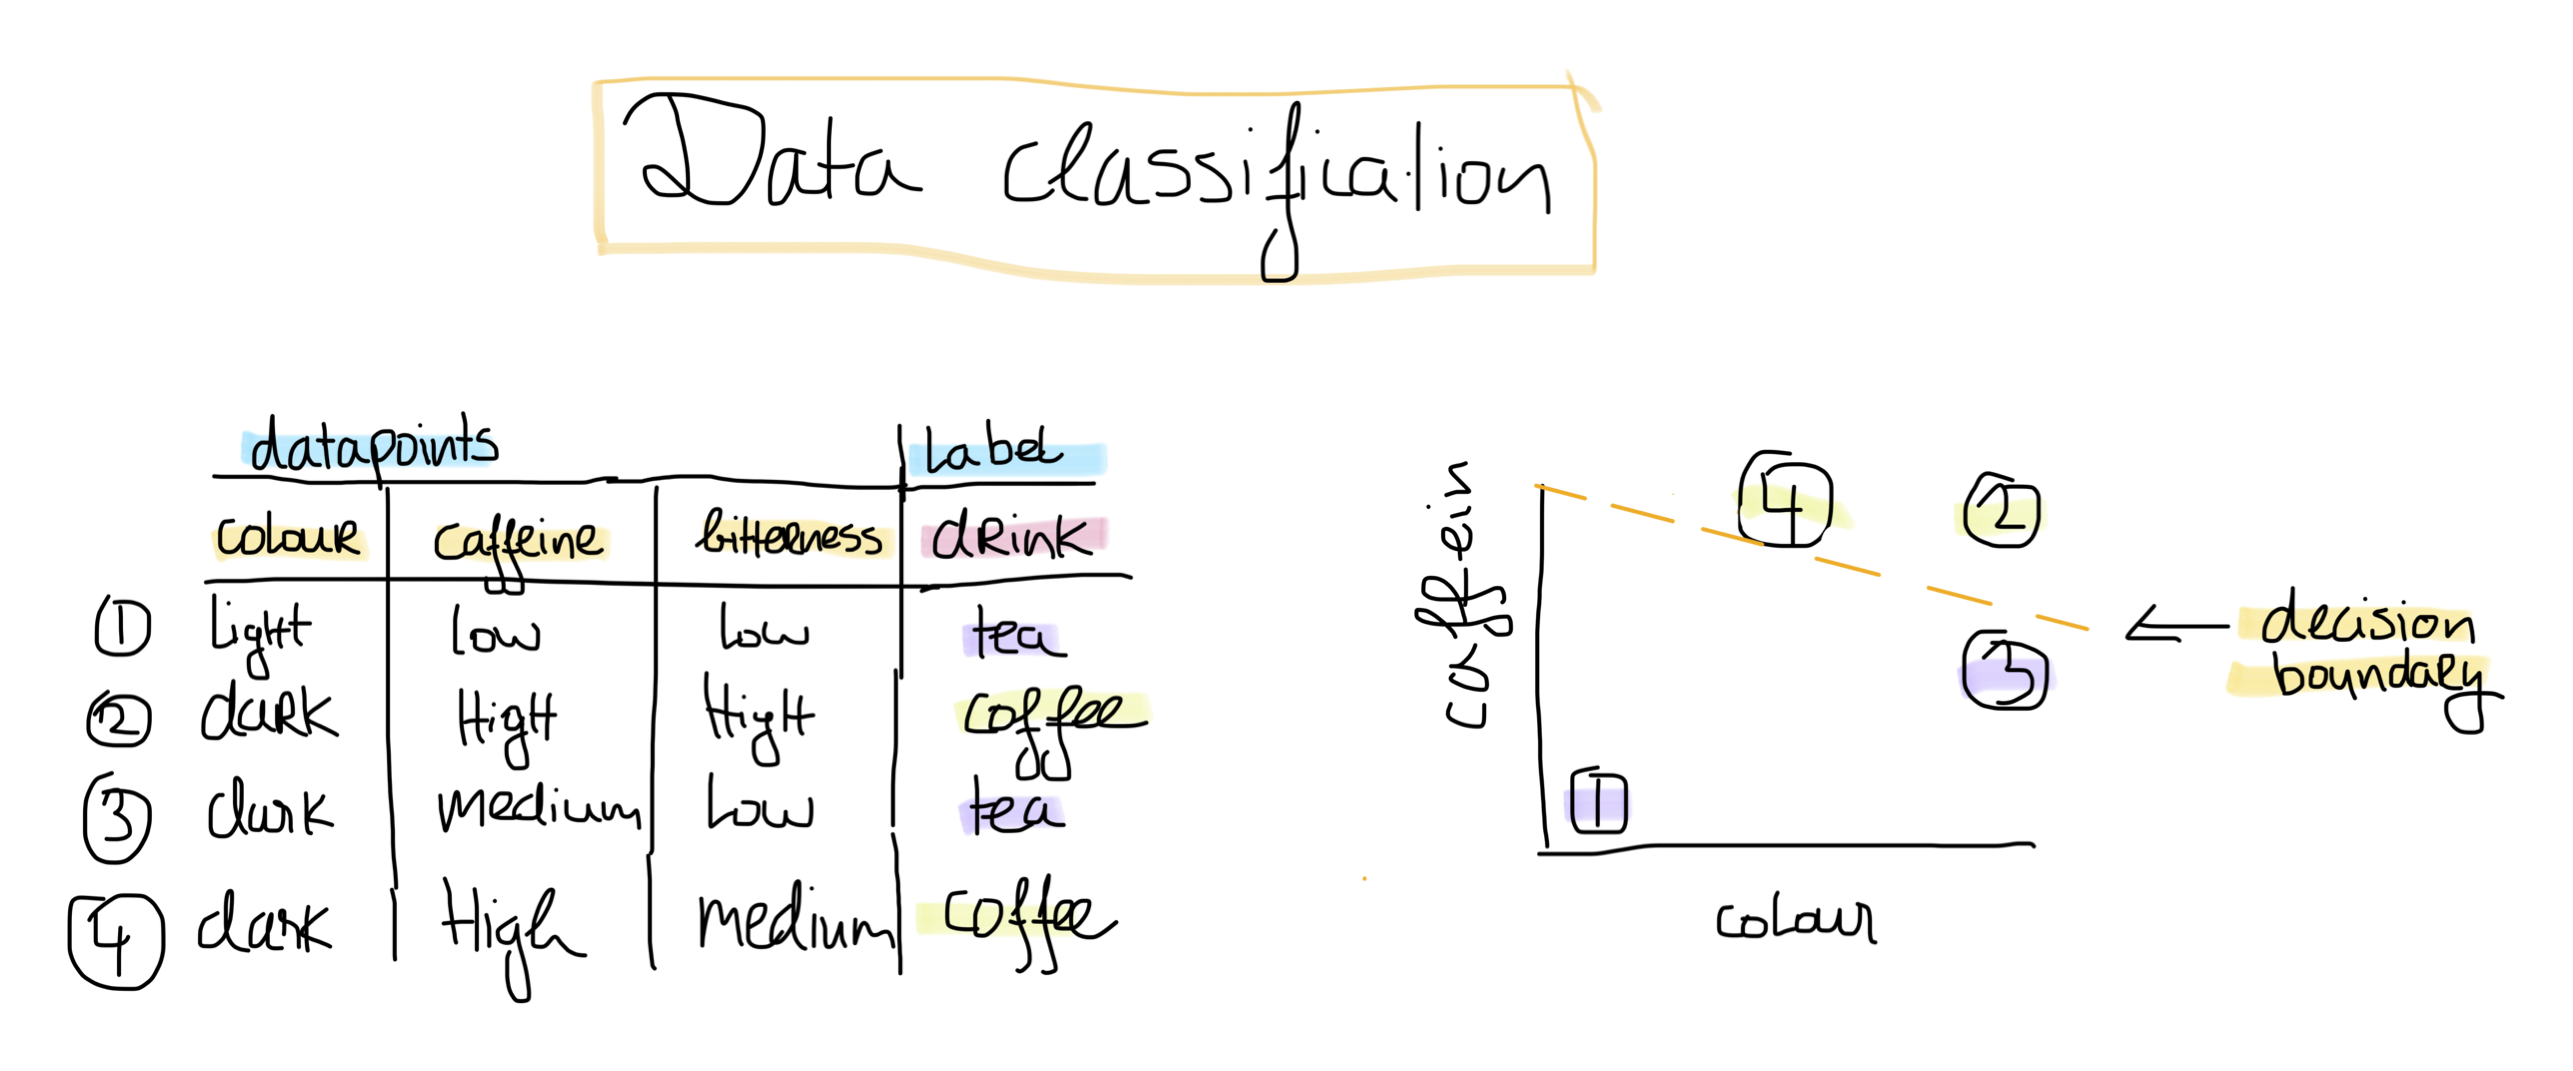 Data classification
datapoints label
colour caffeine bitterness drink
1 light low low tea
2 dark High High coffee
3 dark medium low tea
4 dark High medium coffee
caffein
4 2
decision
boundary
3
1
colour